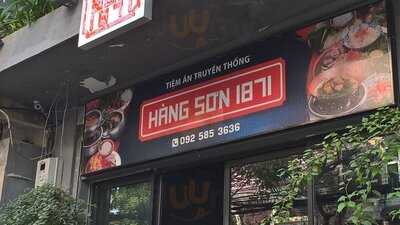 TIỆM ĂN TRUYỀN THỐNG
HÀNG SƠN 1871
092 585 3636